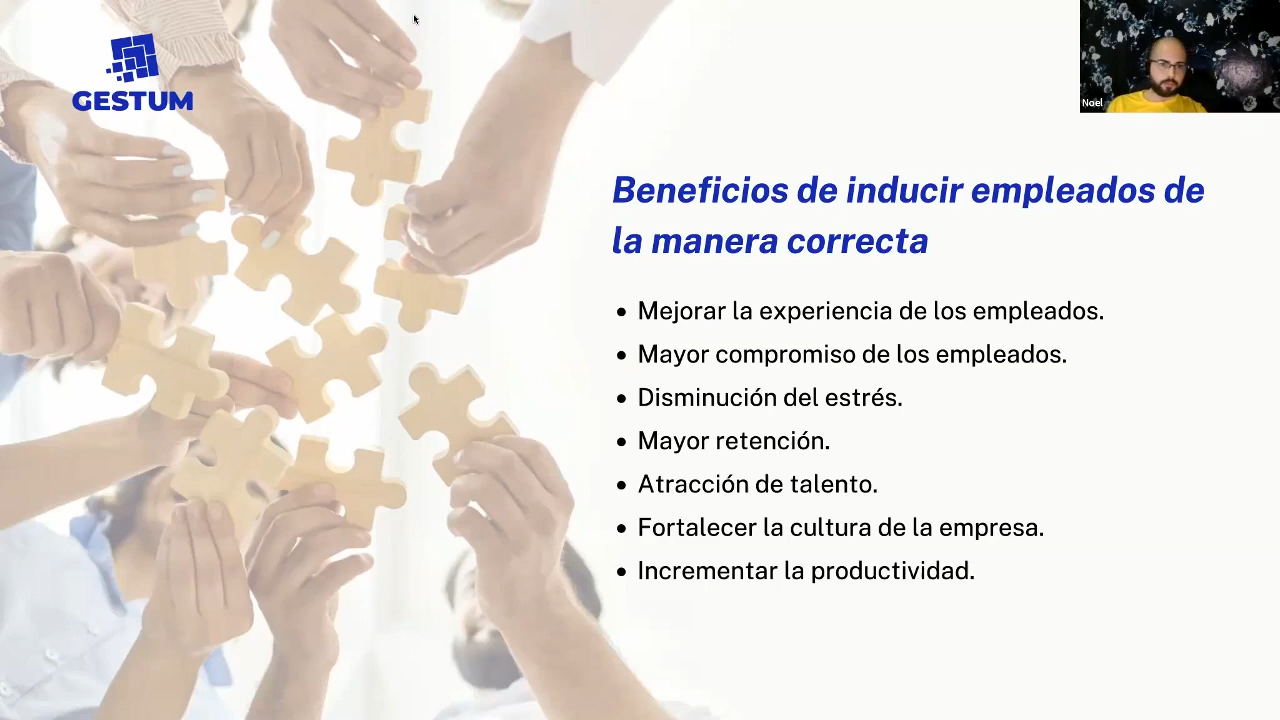 GESTUM
Noel
Beneficios de inducir empleados de
la manera correcta
• Mejorar la experiencia de los empleados.
• Mayor compromiso de los empleados.
• Disminución del estrés.
• Mayor retención.
• Atracción de talento.
• Fortalecer la cultura de la empresa.
• Incrementar la productividad.